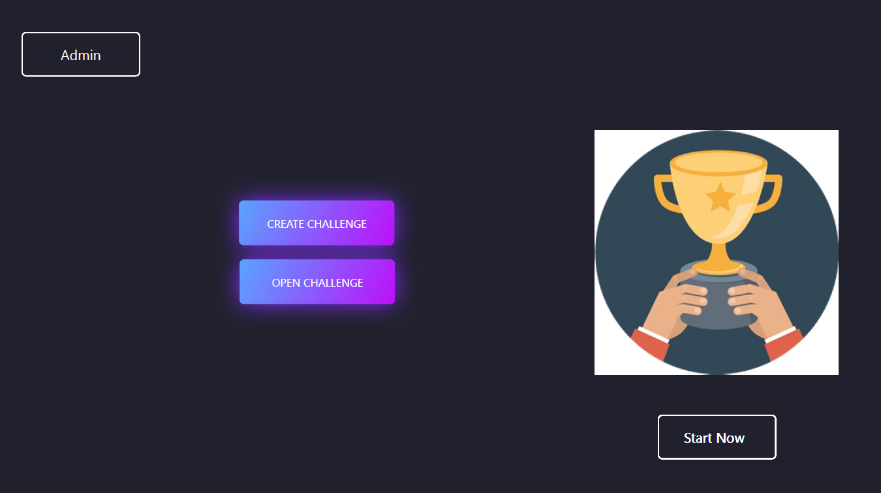 Admin
CREATE CHALLENGE
OPEN CHALLENGE
Start Now